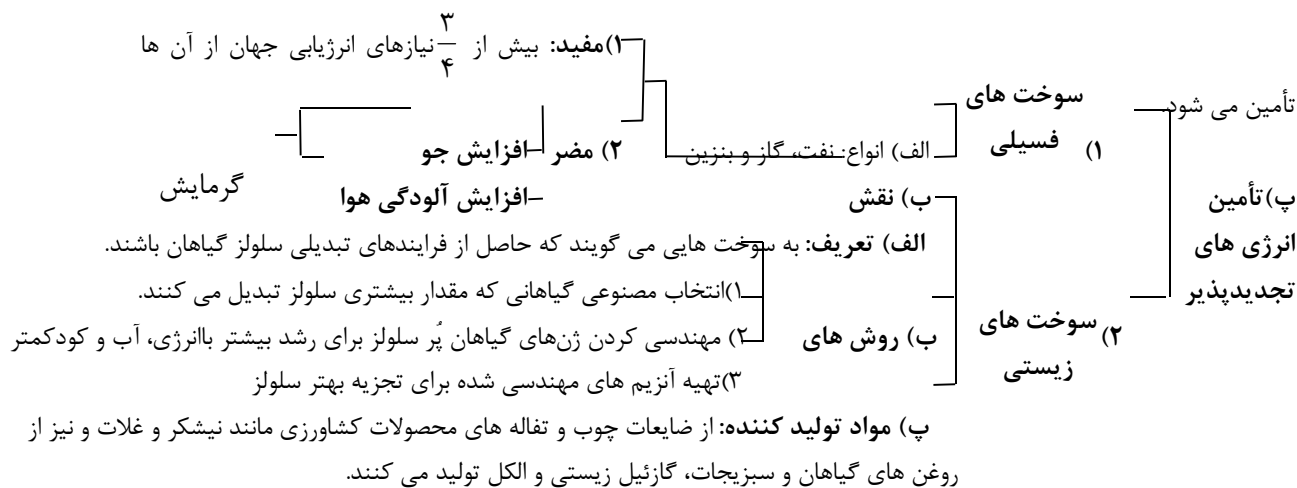 ۱)مفید: بیش از ۳/۴ نیازهای انرژیابی جهان از آن ها
تأمین می شود.
سوخت های
۱) فسیلی
الف) انواع: نفت، گاز و بنزین
۲) مضر
افزایش جو
گرمایش
پ)تأمین
ب) نقش
–افزایش آلودگی هوا
انرژی های
الف) تعریف: به سوخت هایی می گویند که حاصل از فرایندهای تبدیلی سلولز گیاهان باشند.
تجدیدپذیر
۱)انتخاب مصنوعی گیاهانی که مقدار بیشتری سلولز تبدیل می کنند.
۲) سوخت های
زیستی
ب) روش های
۲) مهندسی کردن ژن‌های گیاهان پُر سلولز برای رشد بیشتر باانرژی، آب و کودکمتر
۳)تهیه آنزیم های مهندسی شده برای تجزیه بهتر سلولز
پ) مواد تولید کننده: از ضایعات چوب و تفاله های محصولات کشاورزی مانند نیشکر و غلات و نیز از
روغن های گیاهان و سبزیجات، گازئیل زیستی و الکل تولید می کنند.